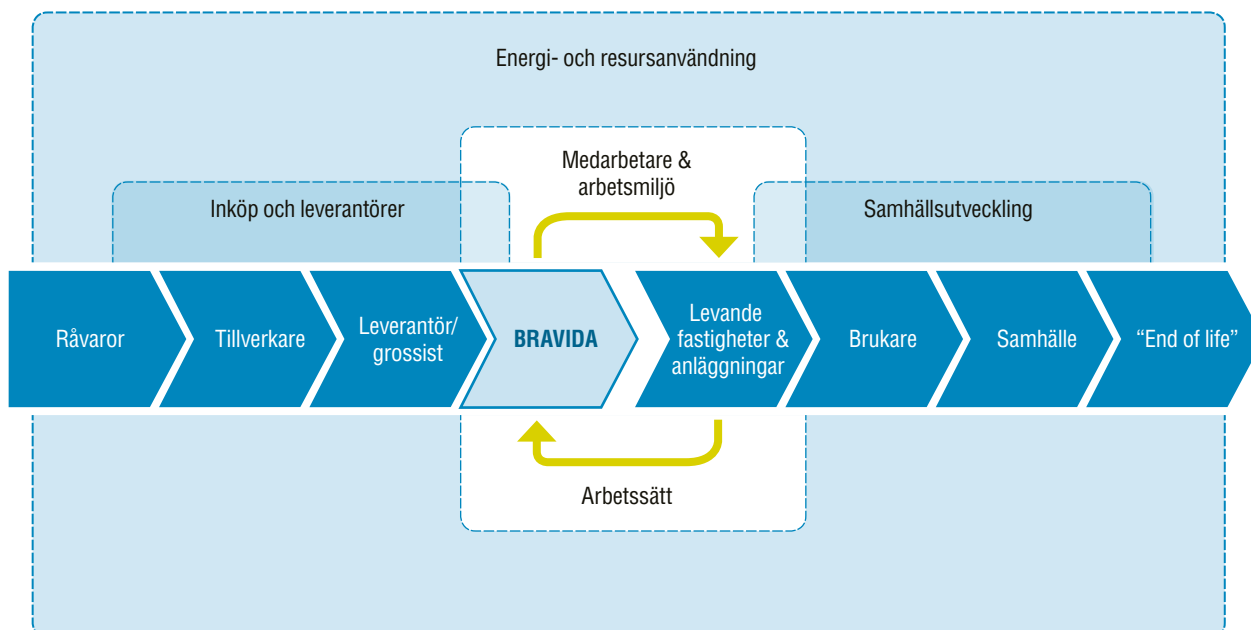 Energi- och resursanvändning
Medarbetare &
arbetsmiljö
Inköp och leverantörer
Samhällsutveckling
Råvaror
Tillverkare
Leverantör/
grossist
BRAVIDA
Levande
fastigheter &
anläggningar
Brukare
Samhälle
“End of life”
Arbetssätt